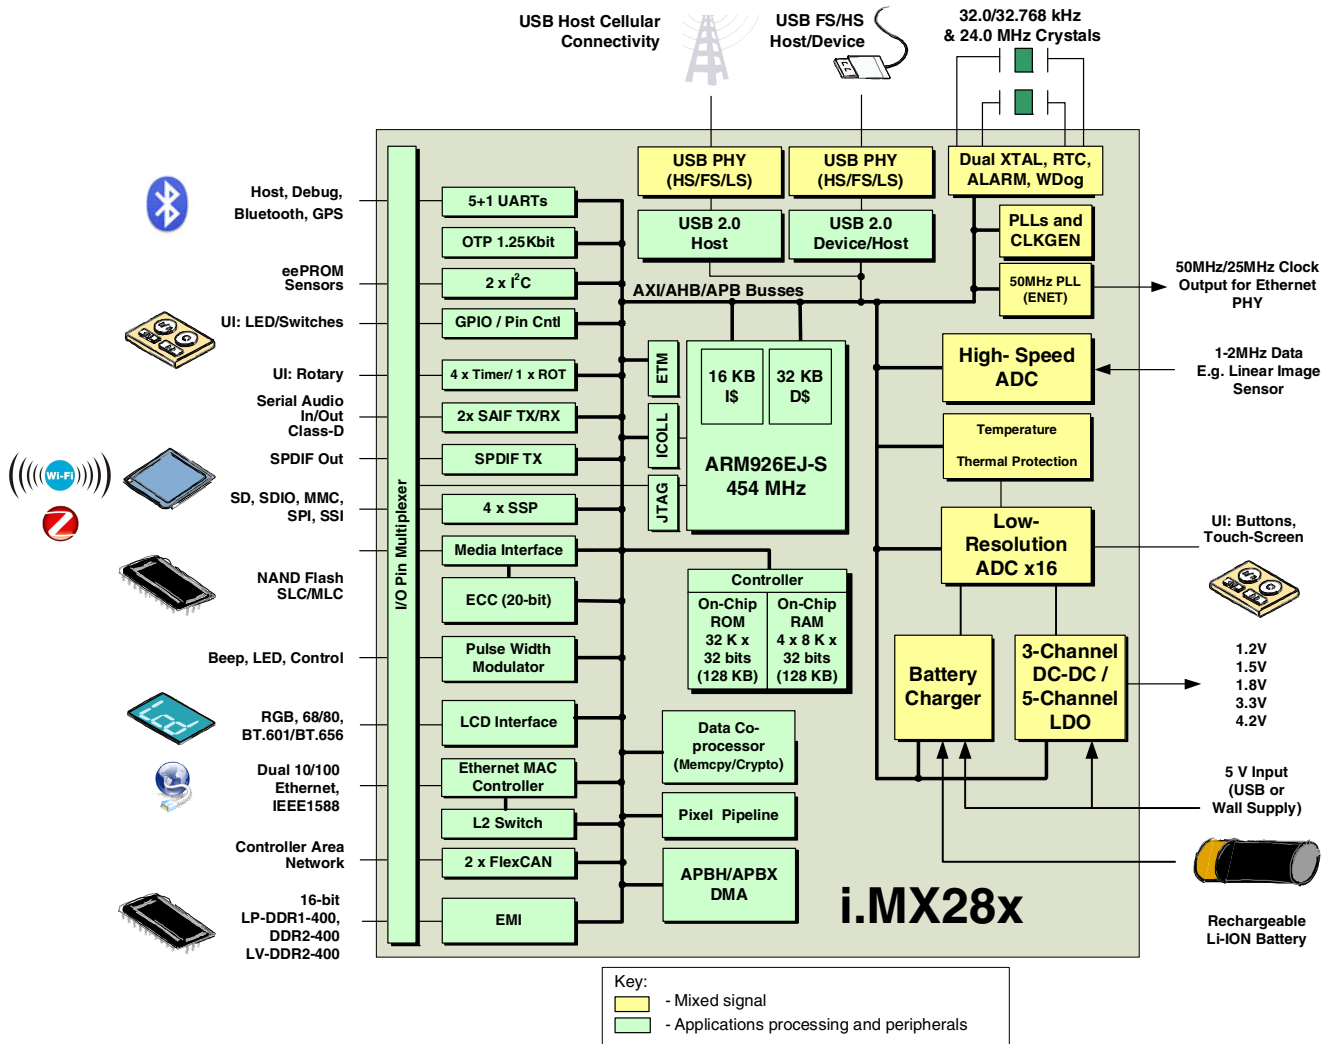 USB Host Cellular
Connectivity
USB FS/HS
Host/Device
32.0/32.768 kHz
& 24.0 MHz Crystals
USB PHY
(HS/FS/LS)
USB PHY
(HS/FS/LS)
Dual XTAL, RTC,
ALARM, WDog
USB 2.0
Host
USB 2.0
Device/Host
PLLs and
CLKGEN
50MHz PLL
(ENET)
50MHz/25MHz Clock
Output for Ethernet
PHY
AXI/AHB/APB Busses
I/O Pin Multiplexer
Host, Debug,
Bluetooth, GPS
5+1 UARTs
OTP 1.25Kbit
eePROM
Sensors
2 x I²C
UI: LED/Switches
GPIO / Pin Cntl
UI: Rotary
4 x Timer/ 1 x ROT
Serial Audio
In/Out
Class-D
2x SAIF TX/RX
SPDIF Out
SPDIF TX
Wi-Fi
SD, SDIO, MMC,
SPI, SSI
4 x SSP
Media Interface
NAND Flash
SLC/MLC
ECC (20-bit)
Beep, LED, Control
Pulse Width
Modulator
Lcd
RGB, 68/80,
BT.601/BT.656
LCD Interface
Dual 10/100
Ethernet,
IEEE1588
Ethernet MAC
Controller
L2 Switch
Controller Area
Network
2 x FlexCAN
16-bit
LP-DDR1-400,
DDR2-400
LV-DDR2-400
EMI
ETM
ICOLL
JTAG
16 KB
I$
32 KB
D$
ARM926EJ-S
454 MHz
Controller
On-Chip
ROM
32 K x
32 bits
(128 KB)
On-Chip
RAM
4 x 8 K x
32 bits
(128 KB)
Data Co-
processor
(Memcpy/Crypto)
Pixel Pipeline
APBH/APBX
DMA
High- Speed
ADC
1-2MHz Data
E.g. Linear Image
Sensor
Temperature
Thermal Protection
Low-
Resolution
ADC x16
UI: Buttons,
Touch-Screen
Battery
Charger
3-Channel
DC-DC /
5-Channel
LDO
1.2V
1.5V
1.8V
3.3V
4.2V
5 V Input
(USB or
Wall Supply)
Rechargeable
Li-ION Battery
i.MX28x
Key:
- Mixed signal
- Applications processing and peripherals